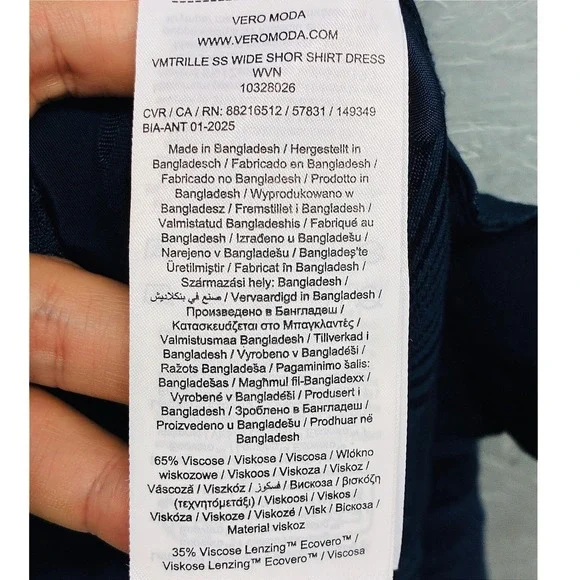 VERO MODA
WWW.VEROMODA.COM
VMTRILLE SS WIDE SHOR SHIRT DRESS
WVN
10328026
CVR / CA / RN: 88216512 / 57831 / 149349
BIA-ANT 01-2025
Made in Bangladesh / Hergestellt in
Bangladesch / Fabricado en Bangladesh /
Fabricado no Bangladesh / Prodotto in
Bangladesh / Wyprodukowano w
Bangladesz / Fremstillet i Bangladesh /
Valmistatud Bangladeshis / Fabriqué au
Bangladesh / Izrađeno u Bangladešu /
Narejeno v Bangladešu / Bangladeş'te
Üretilmiştir / Fabricat în Bangladesh /
Származási hely: Bangladesh /
صنع في بنكلاديش / Vervaardigd in Bangladesh /
Произведено в Бангладеш /
Κατασκευάζεται στο Μπαγκλαντές /
Valmistusmaa Bangladesh / Tillverkad i
Bangladesh / Vyrobeno v Bangladéši /
Ražots Bangladeša / Pagaminimo šalis:
Bangladešas / Magħmul fil-Bangladexx /
Vyrobené v Bangladéši / Produsert i
Bangladesh / Зроблено в Бангладеш /
Proizvedeno u Bangladešu / Prodhuar në
Bangladesh
65% Viscose / Viskose / Viscosa / Włókno
wiskozowe / Viskoos / Viskoza / Viskoz /
Vâscoză / Viszkóz / فسكوز / Вискоза / βισκόζη
(τεχνητομέταξι) / Viskoosi / Viskos /
Viskóza / Viskoze / Viskozé / Visk / Віскоза /
Material viskoz
35% Viscose Lenzing™ Ecovero™ /
Viskose Lenzing™ Ecovero™ / Viscosa